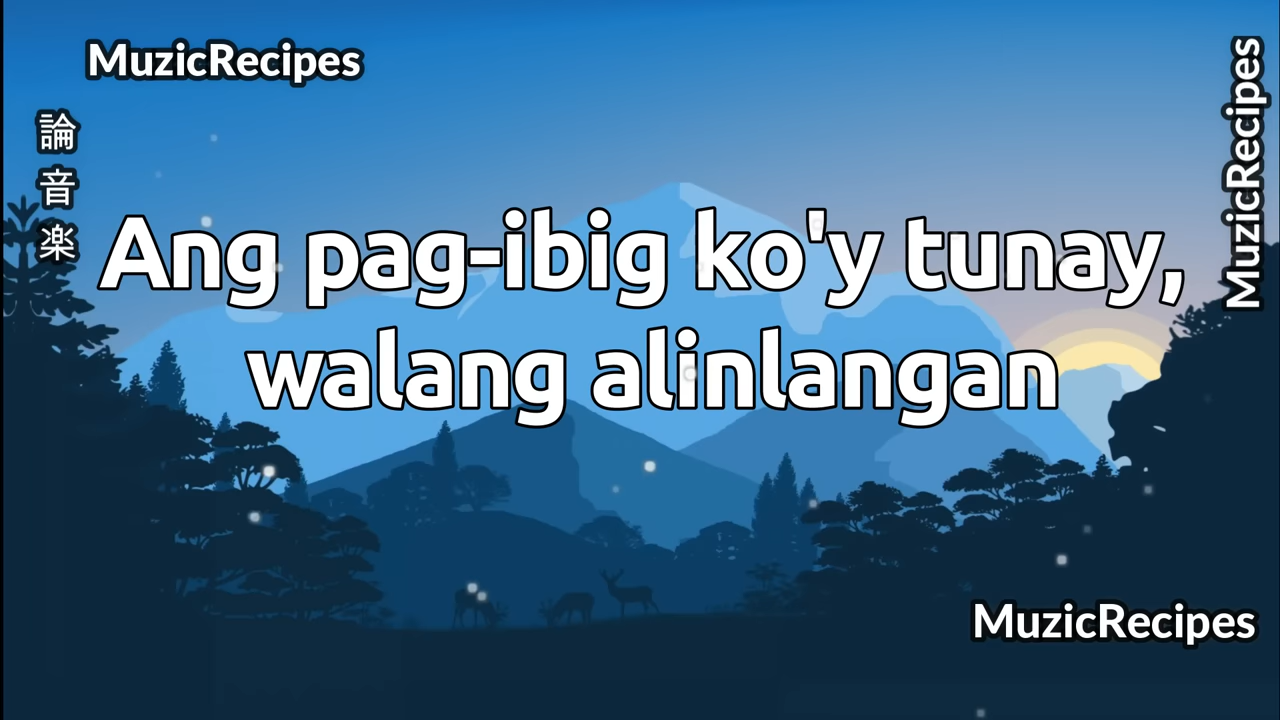 MuzicRecipes
MuzicRecipes
論音楽
Ang pag-ibig ko'y tunay,
walang alinlangan
MuzicRecipes